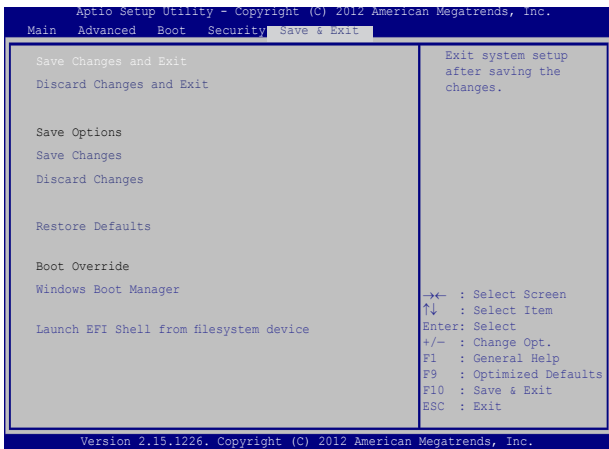 Aptio Setup Utility - Copyright (C) 2012 American Megatrends, Inc.
Main Advanced Boot Security Save & Exit
Save Changes and Exit
Discard Changes and Exit
Save Options
Save Changes
Discard Changes
Restore Defaults
Boot Override
Windows Boot Manager
Launch EFI Shell from filesystem device
Exit system setup
after saving the
changes.
→← : Select Screen
↑↓ : Select Item
Enter: Select
+/— : Change Opt.
F1 : General Help
F9 : Optimized Defaults
F10 : Save & Exit
ESC : Exit
Version 2.15.1226. Copyright (C) 2012 American Megatrends, Inc.